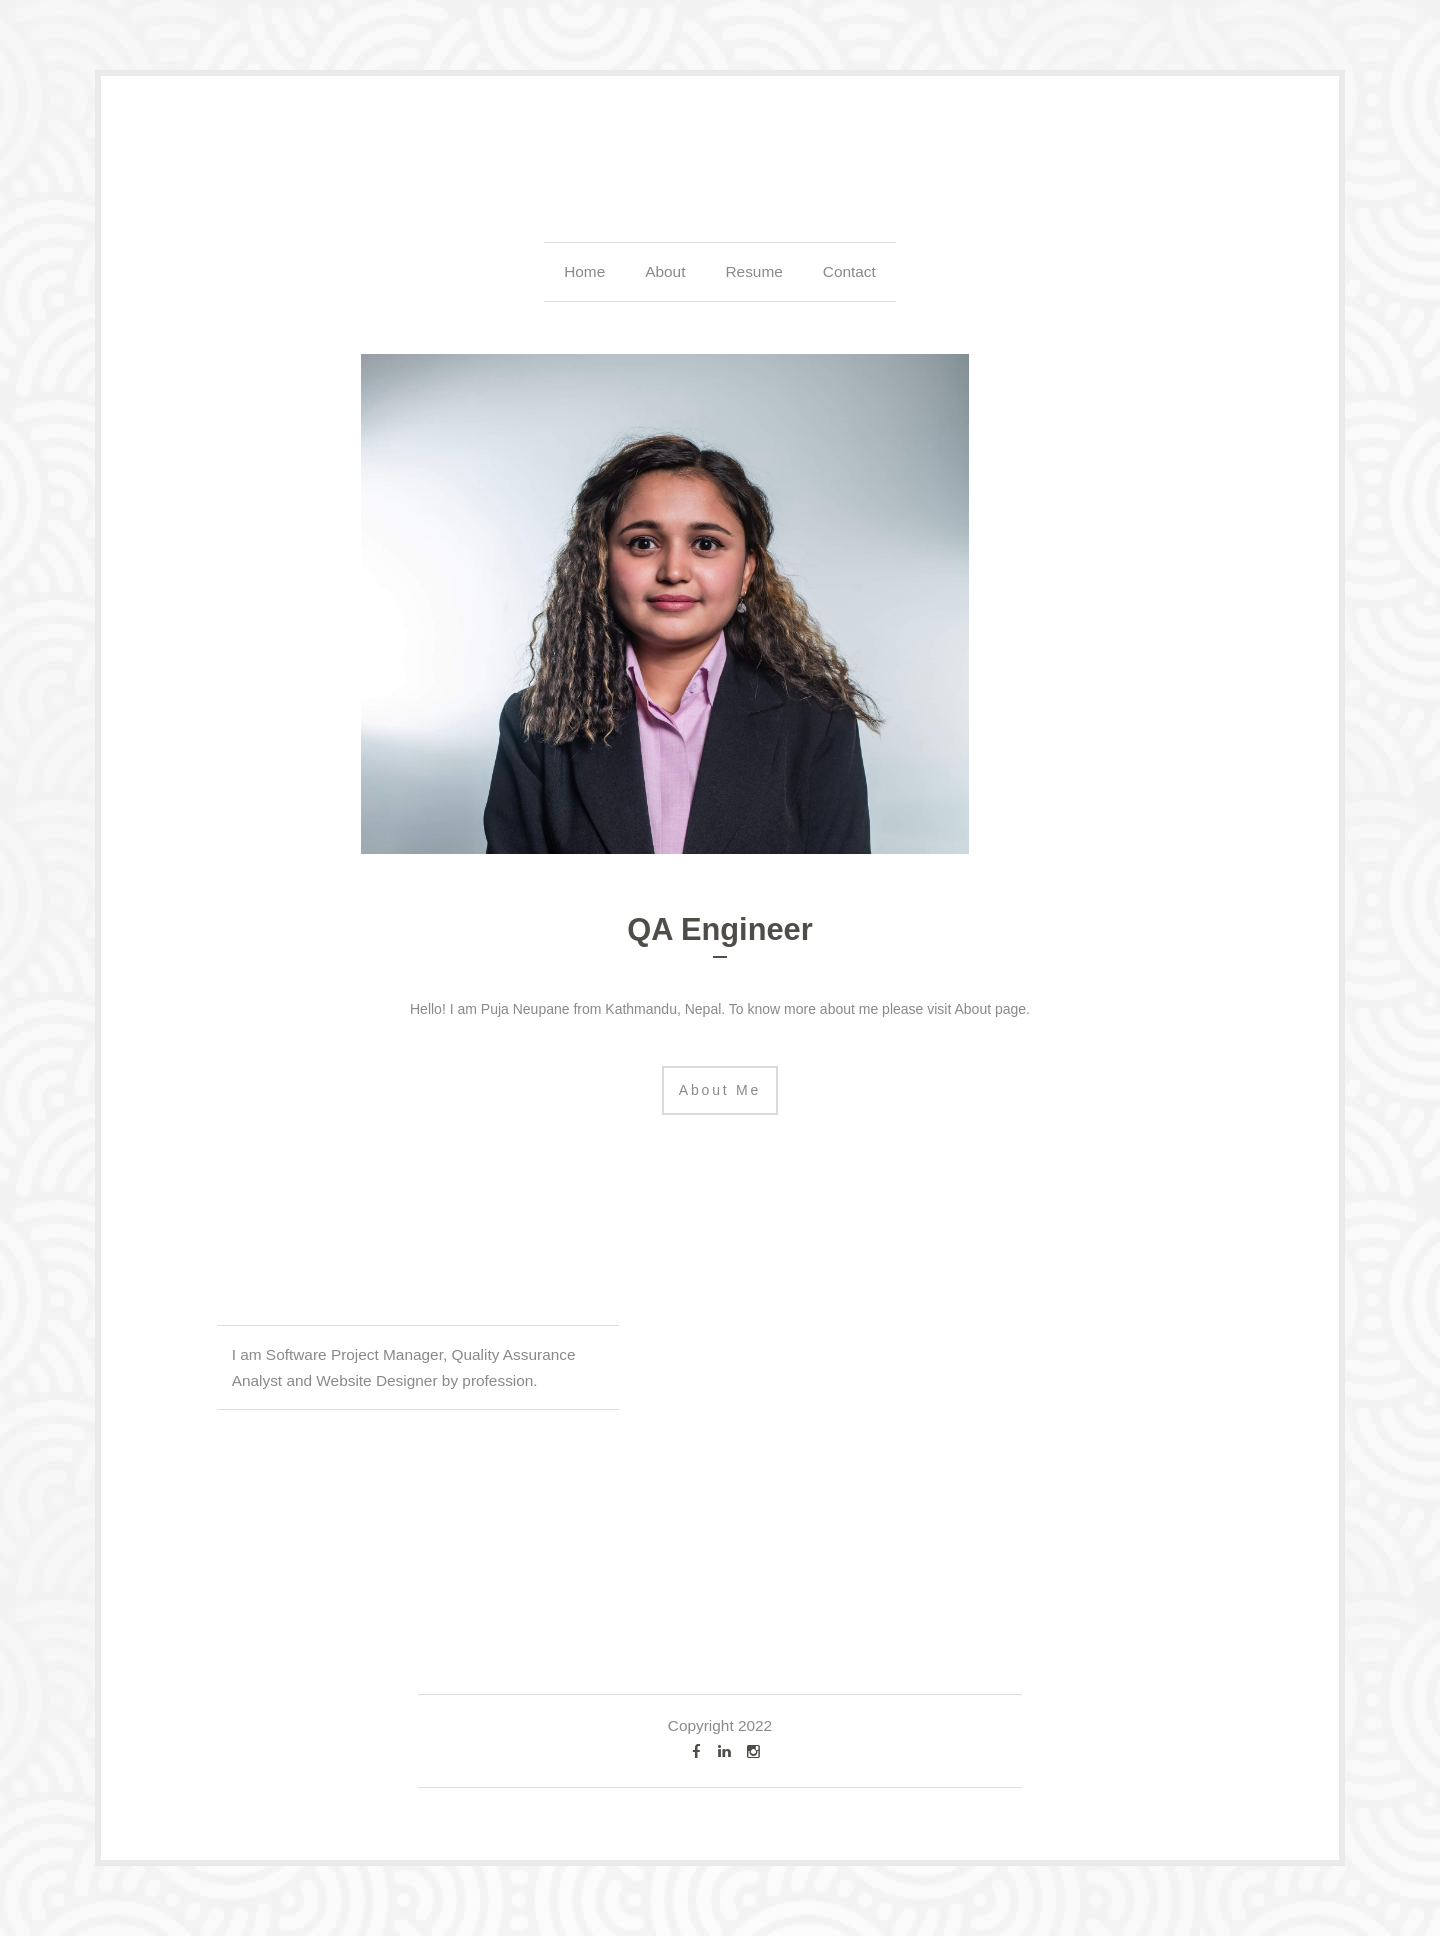 Home About Resume Contact
QA Engineer
Hello! I am Puja Neupane from Kathmandu, Nepal. To know more about me please visit About page.
About Me
I am Software Project Manager, Quality Assurance
Analyst and Website Designer by profession.
Copyright 2022